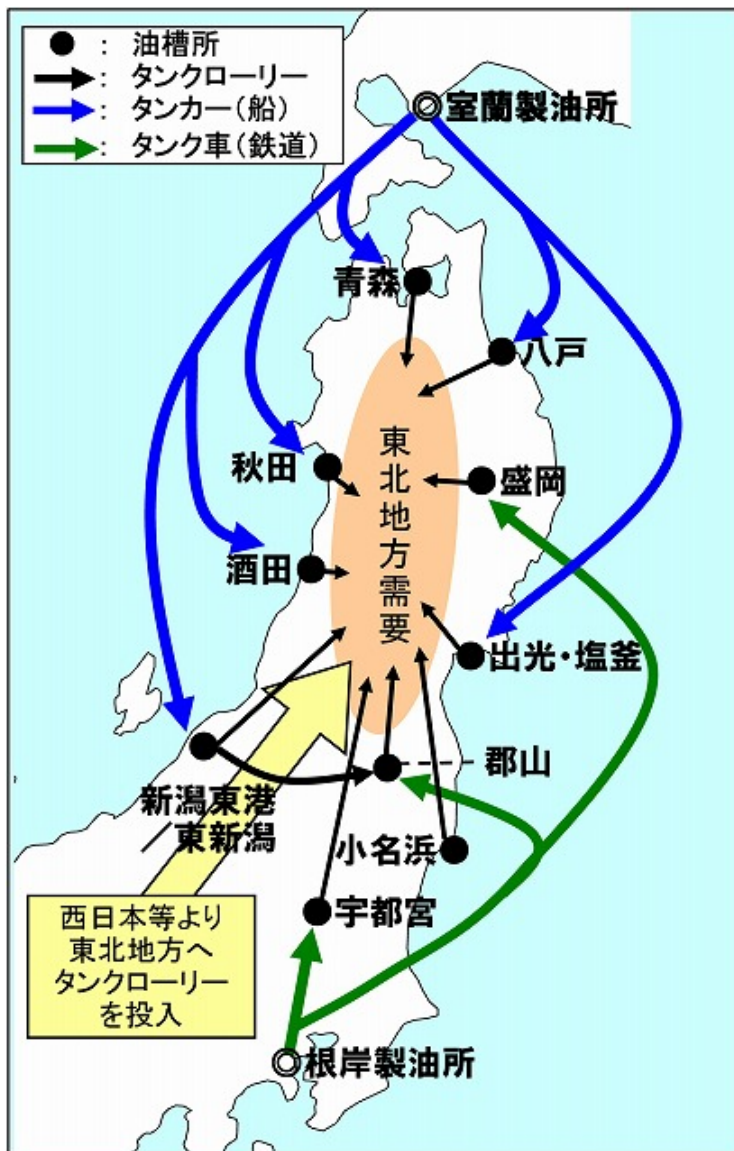 ●： 油槽所
： タンクローリー
： タンカー（船）
： タンク車（鉄道）
室蘭製油所
青森
八戸
秋田
盛岡
東北地方需要
酒田
出光・塩釜
新潟東港
／東新潟
郡山
小名浜
宇都宮
西日本等より
東北地方へ
タンクローリー
を投入
根岸製油所